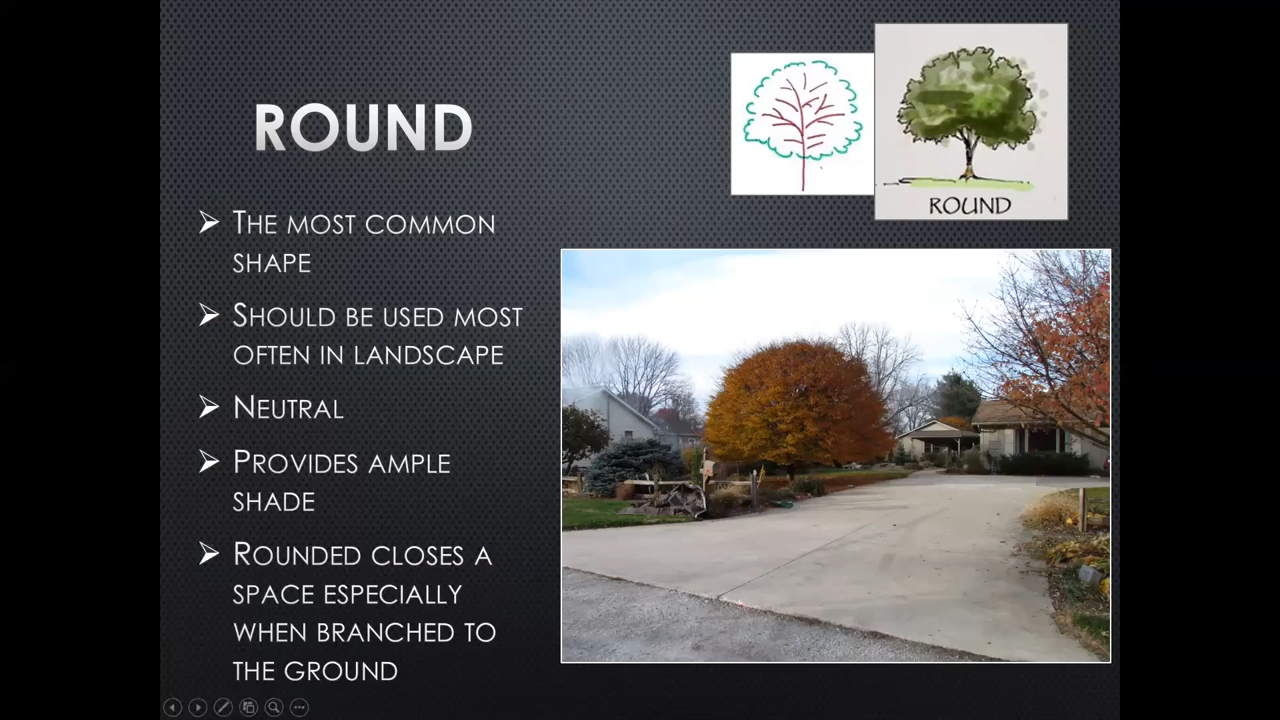 ROUND
ROUND
➢ THE MOST COMMON
SHAPE
➢ SHOULD BE USED MOST
OFTEN IN LANDSCAPE
➢ NEUTRAL
➢ PROVIDES AMPLE
SHADE
➢ ROUNDED CLOSES A
SPACE ESPECIALLY
WHEN BRANCHED TO
THE GROUND